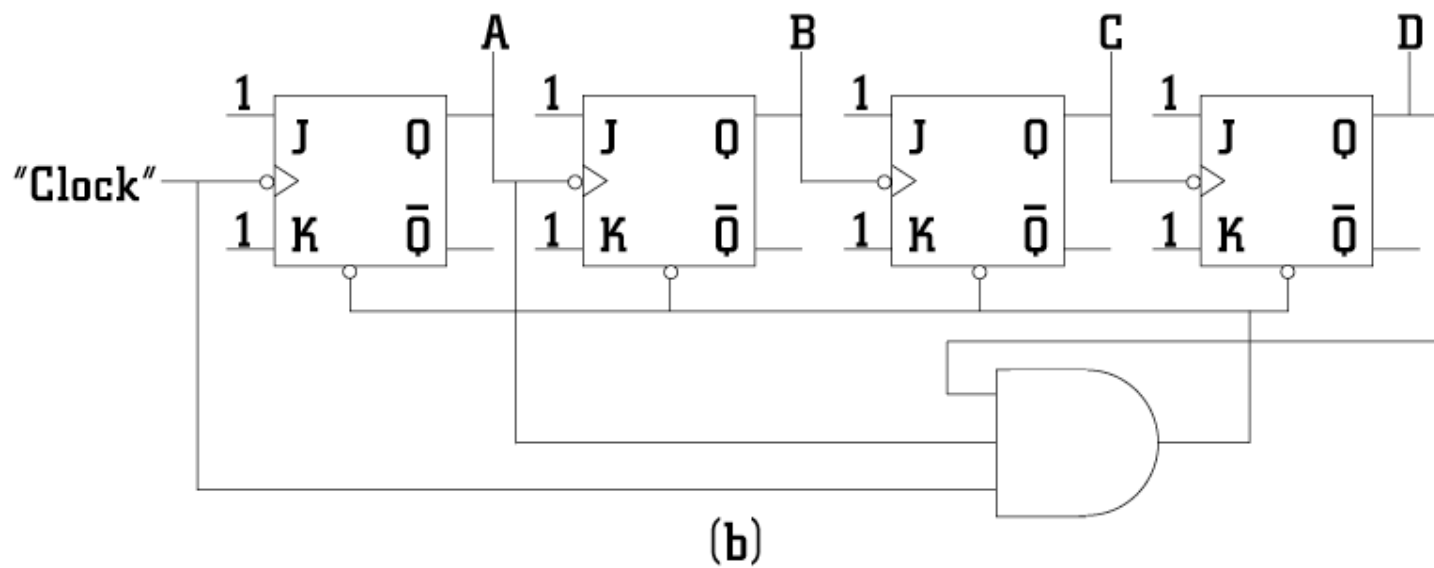 A B C D
1 1 1 1
J Q J Q J Q J Q
"Clock"
1 K Q̅ 1 K Q̅ 1 K Q̅ 1 K Q̅
(b)